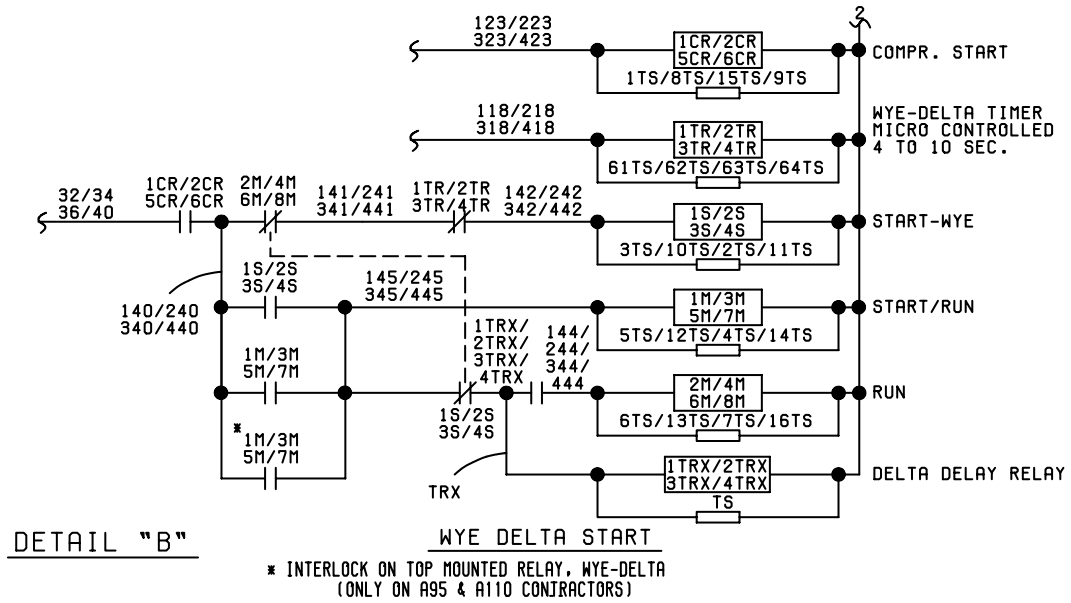 2
123/223
323/423
1CR/2CR
5CR/6CR
COMPR. START
1TS/8TS/15TS/9TS
118/218
318/418
1TR/2TR
3TR/4TR
WYE-DELTA TIMER
MICRO CONTROLLED
4 TO 10 SEC.
61TS/62TS/63TS/64TS
32/34
36/40
1CR/2CR
5CR/6CR
2M/4M
6M/8M
141/241
341/441
1TR/2TR
3TR/4TR
142/242
342/442
1S/2S
3S/4S
START-WYE
3TS/10TS/2TS/11TS
140/240
340/440
1S/2S
3S/4S
145/245
345/445
1M/3M
5M/7M
START/RUN
5TS/12TS/4TS/14TS
1M/3M
5M/7M
1TRX/
2TRX/
3TRX/
4TRX
144/
244/
344/
444
2M/4M
6M/8M
RUN
6TS/13TS/7TS/16TS
1S/2S
3S/4S
*
1M/3M
5M/7M
TRX
1TRX/2TRX
3TRX/4TRX
DELTA DELAY RELAY
TS
DETAIL "B"
WYE DELTA START
* INTERLOCK ON TOP MOUNTED RELAY, WYE-DELTA
(ONLY ON A95 & A110 CONTRACTORS)